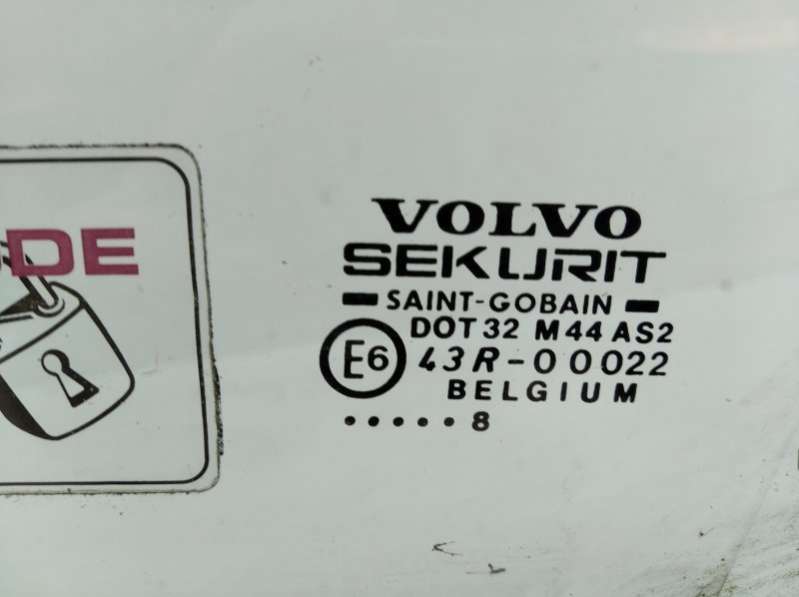 DE
VOLVO
SEKURIT
SAINT-GOBAIN
DOT 32 M44 AS2
E6 43R-00022
BELGIUM
.....8